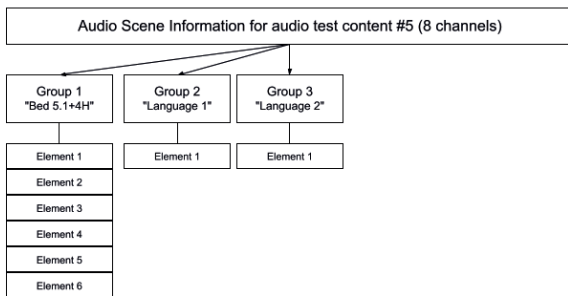 Audio Scene Information for audio test content #5 (8 channels)
Group 1
"Bed 5.1+4H"
Group 2
"Language 1"
Group 3
"Language 2"
Element 1
Element 1
Element 1
Element 2
Element 3
Element 4
Element 5
Element 6